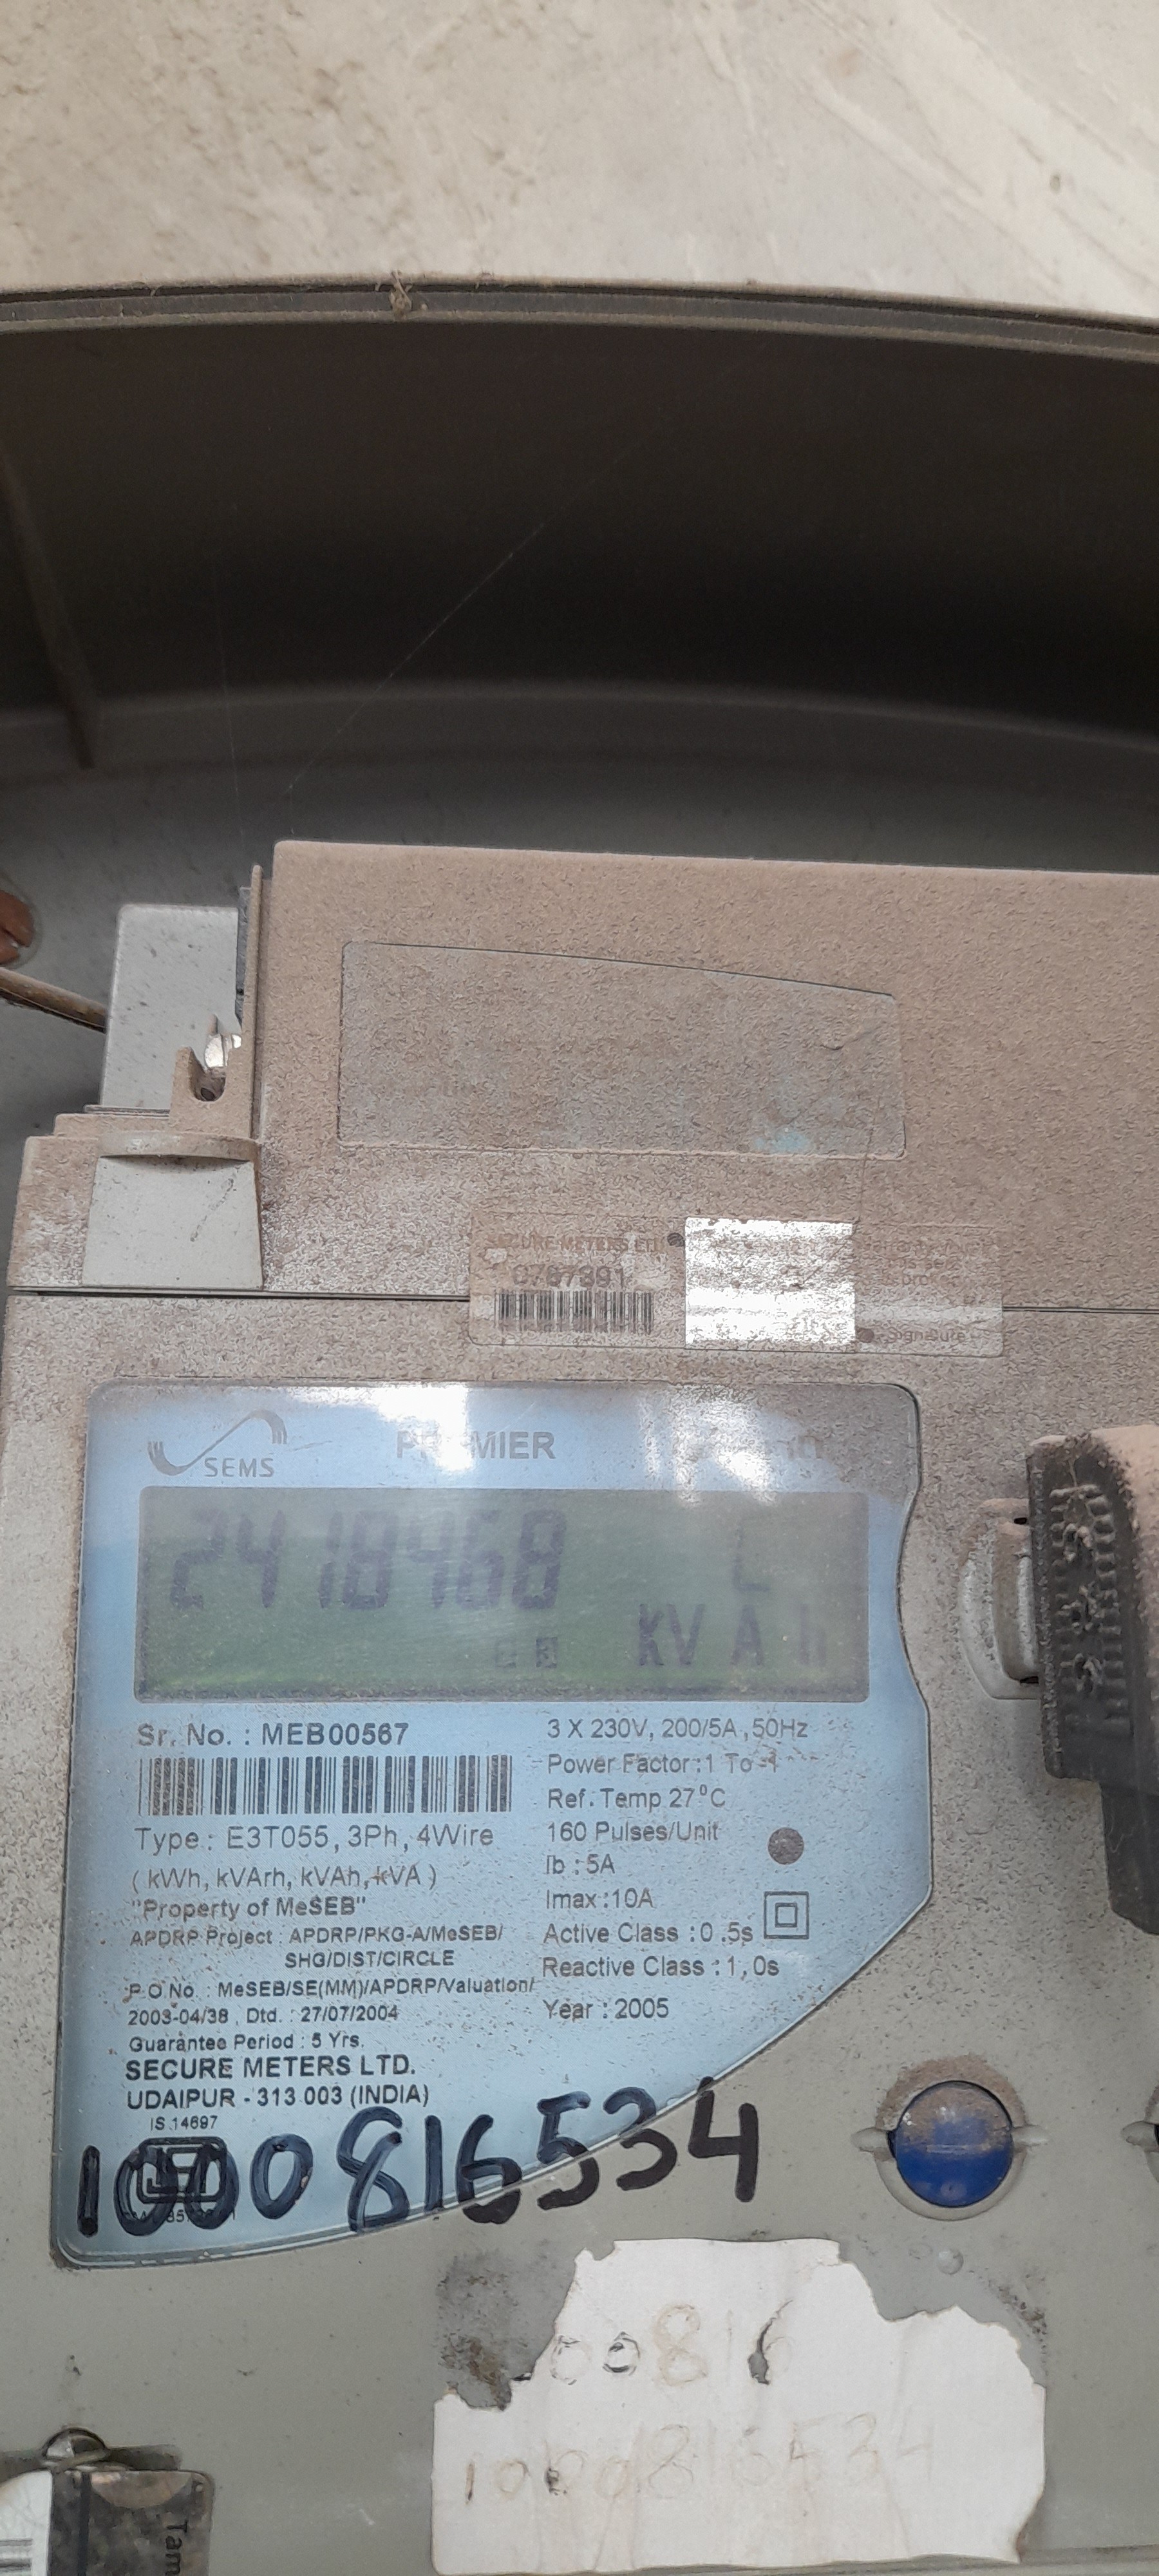 SECURE METERS LTD
Signature
SEMS
PREMIER
2418468 L
kVAh
Sr. No. : MEB00567
Type : E3T055, 3Ph, 4Wire
( kWh, kVArh, kVAh, kVA )
"Property of MeSEB"
APDRP Project : APDRP/PKG-A/MeSEB/
SHG/DIST/CIRCLE
P.O.No. : MeSEB/SE(MM)/APDRP/Valuation/
2003-04/38 , Dtd. : 27/07/2004
Guarantee Period : 5 Yrs.
SECURE METERS LTD.
UDAIPUR - 313 003 (INDIA)
IS 14697
3 X 230V, 200/5A ,50Hz
Power Factor :1 To -1
Ref. Temp 27°C
160 Pulses/Unit
Ib : 5A
Imax :10A
Active Class : 0.5s
Reactive Class : 1.0s
Year : 2005
1000816534
816
1000816534
Tam